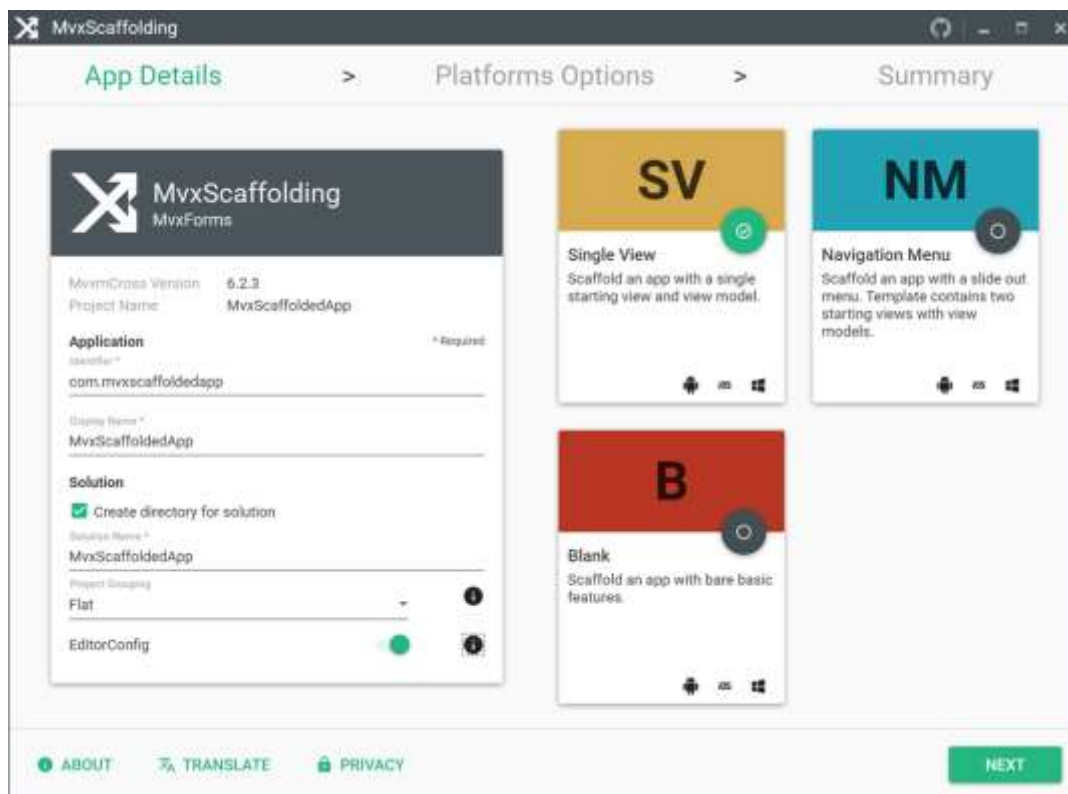 MvxScaffolding
App Details > Platforms Options > Summary
MvxScaffolding
MvxForms
MvvmCross Version 6.2.3
Project Name MvxScaffoldedApp
Application * Required
Identifier *
com.mvxscaffoldedapp
Display Name *
MvxScaffoldedApp
Solution
Create directory for solution
Solution Name *
MvxScaffoldedApp
Project Grouping
Flat
EditorConfig
SV
Single View
Scaffold an app with a single
starting view and view model.
iOS
NM
Navigation Menu
Scaffold an app with a slide out
menu. Template contains two
starting views with view
models.
iOS
B
Blank
Scaffold an app with bare basic
features.
iOS
ABOUT TRANSLATE PRIVACY NEXT